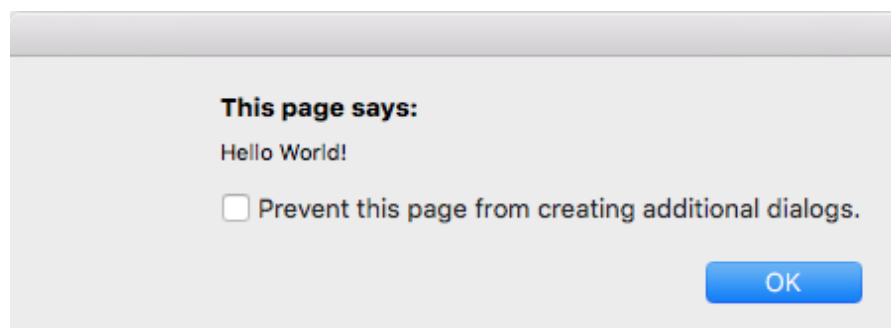 This page says:
Hello World!
Prevent this page from creating additional dialogs.
OK